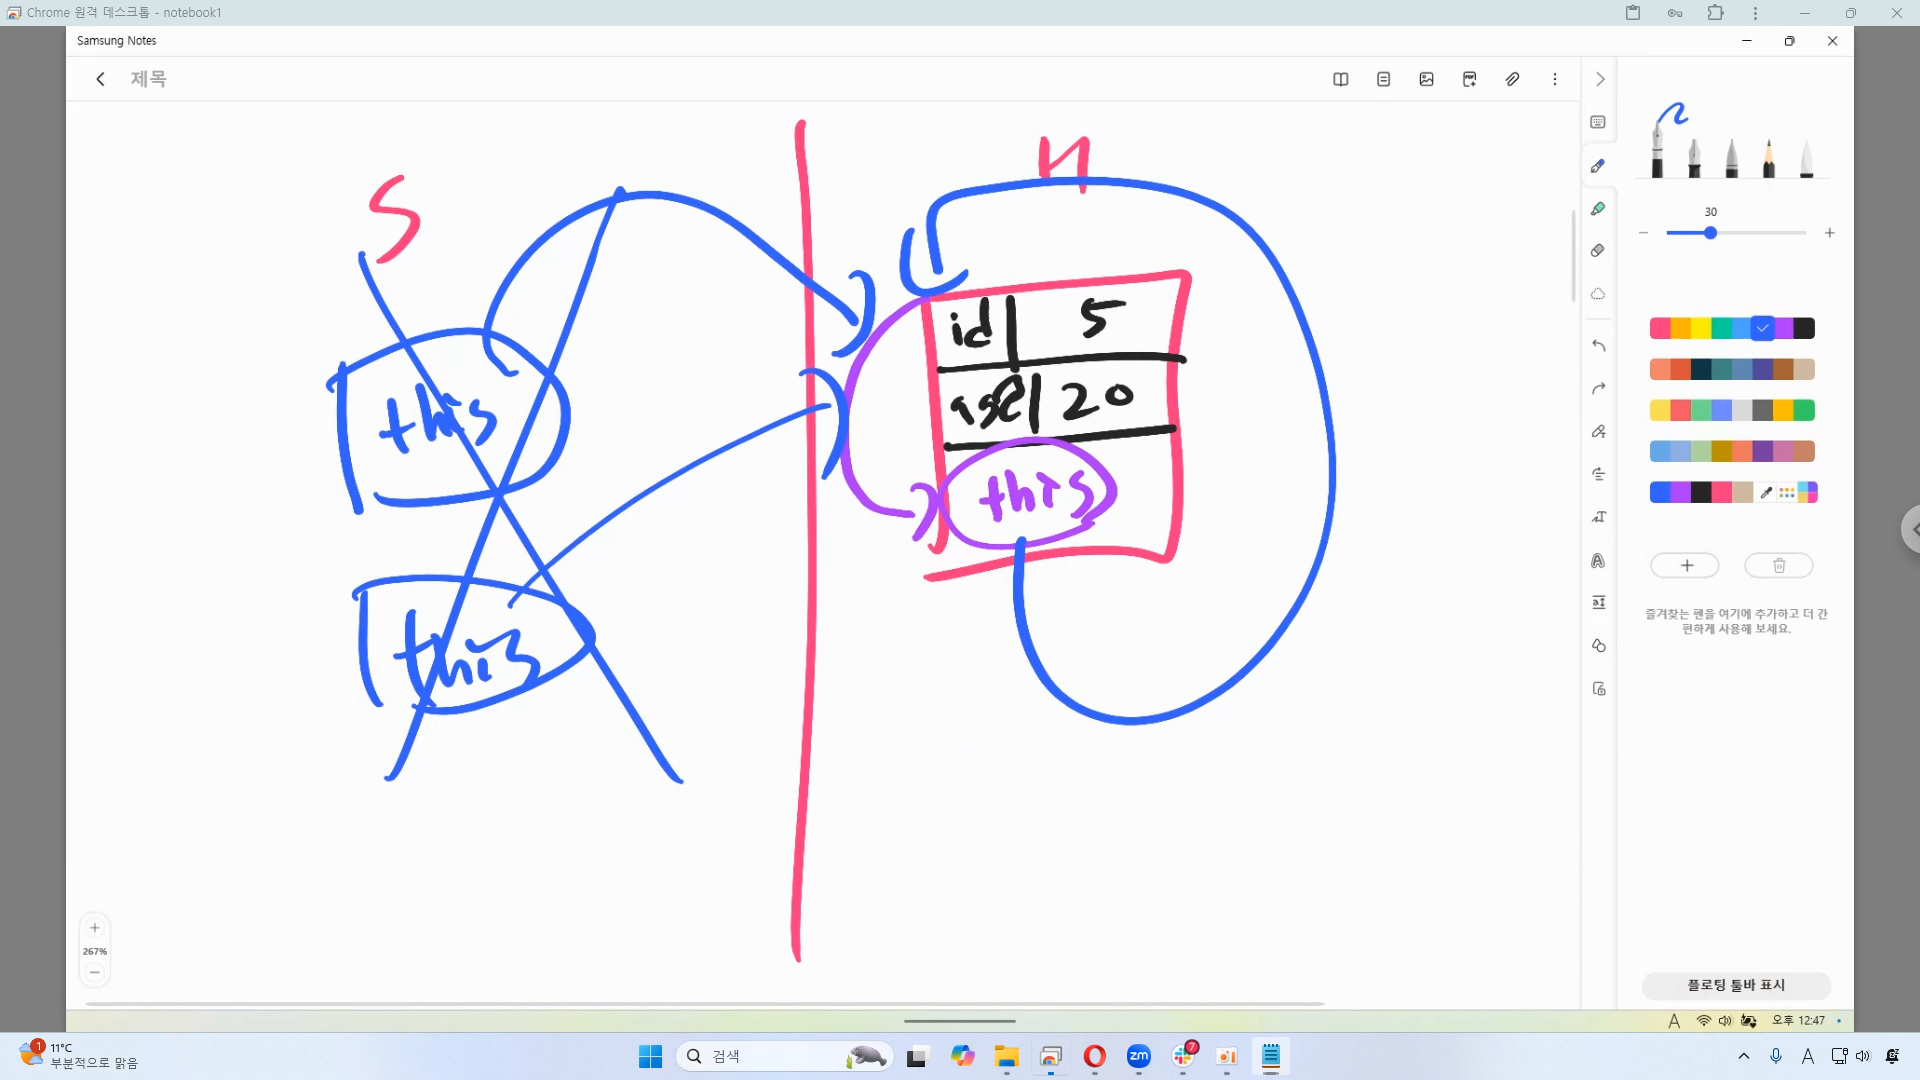 Chrome 원격 데스크톱 - notebook1
Samsung Notes
제목
S
H
id 5
age 20
this
this
this
30
즐겨찾는 펜을 여기에 추가하고 더 간
편하게 사용해 보세요.
플로팅 툴바 표시
267%
A
오후 12:47
1
11°C
부분적으로 맑음
검색
zm
7
A